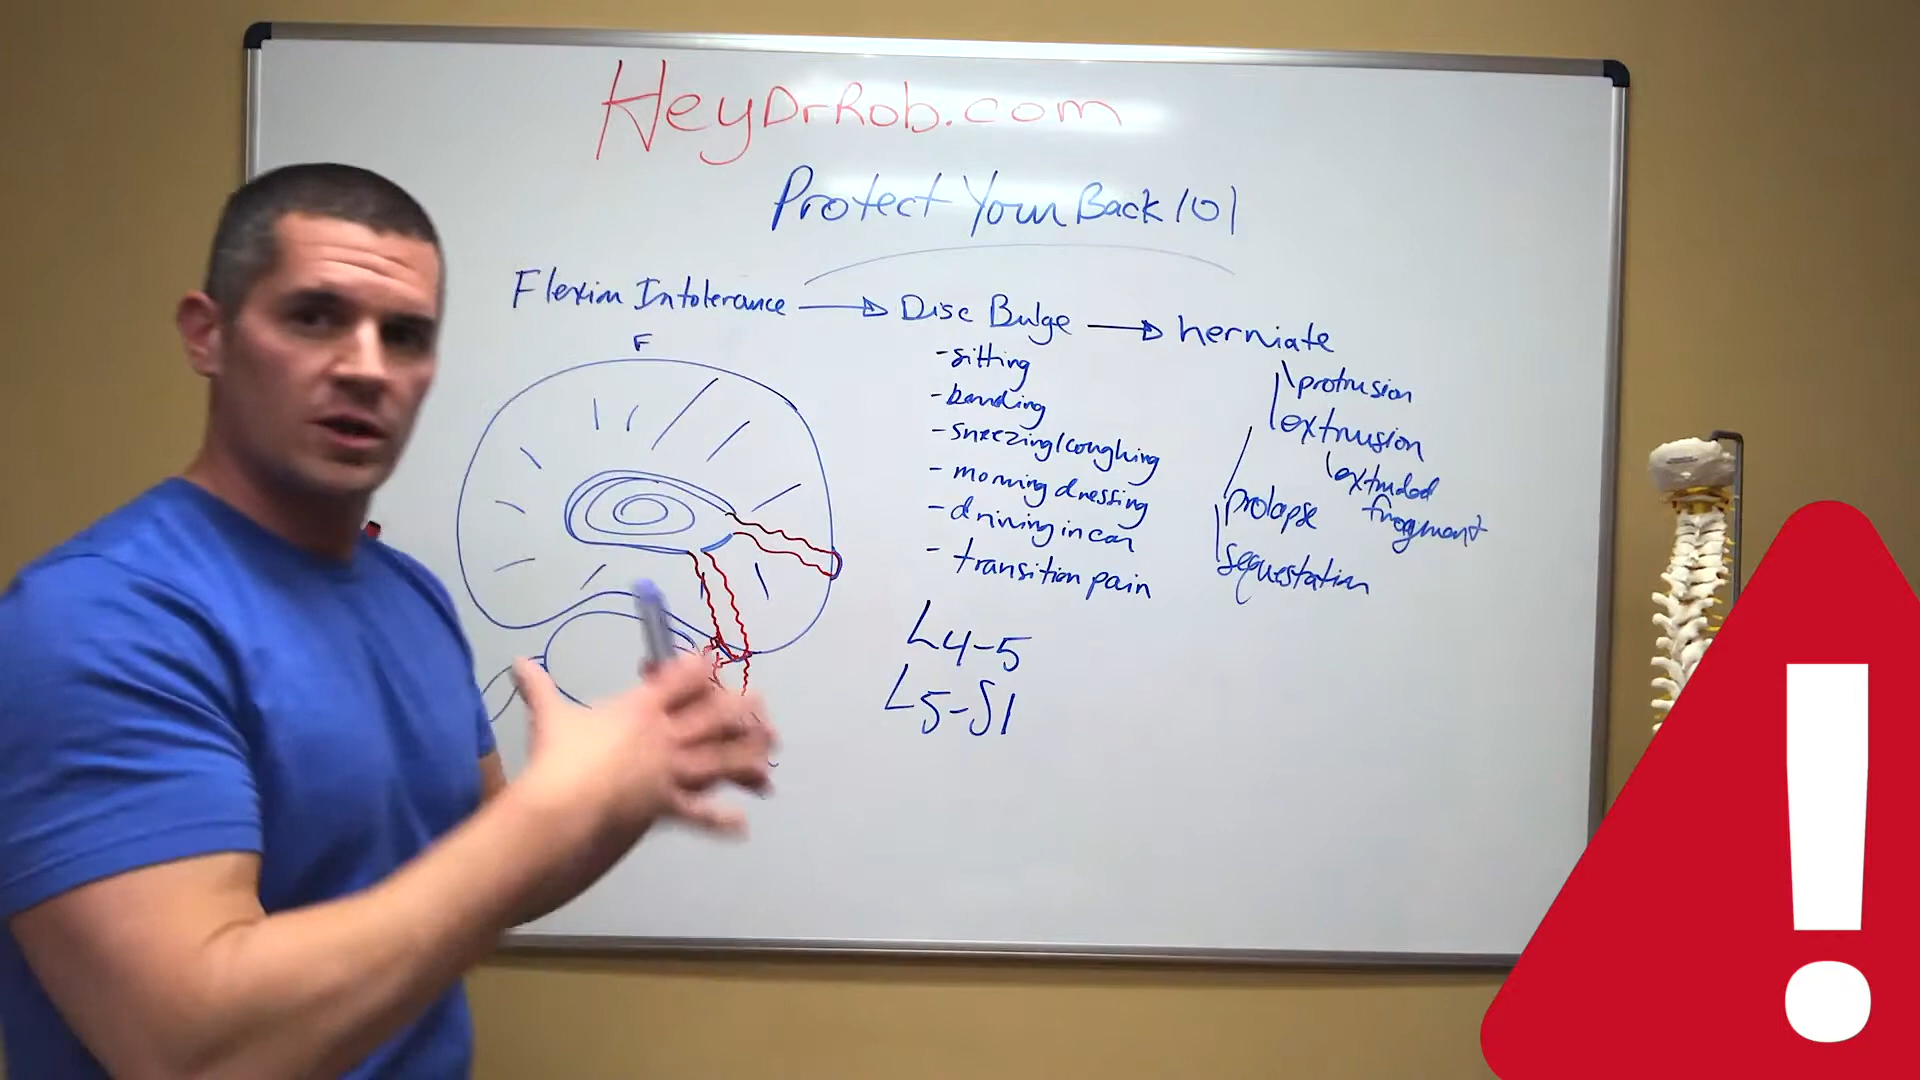 HeyDrRob.com
Protect Your Back 101
Flexion Intolerance → Disc Bulge → herniate
F
- sitting
- bending
- sneezing/coughing
- morning dressing
- driving in car
- transition pain
L4-5
L5-S1
protrusion
extrusion
extruded
fragment
prolapse
sequestation
!